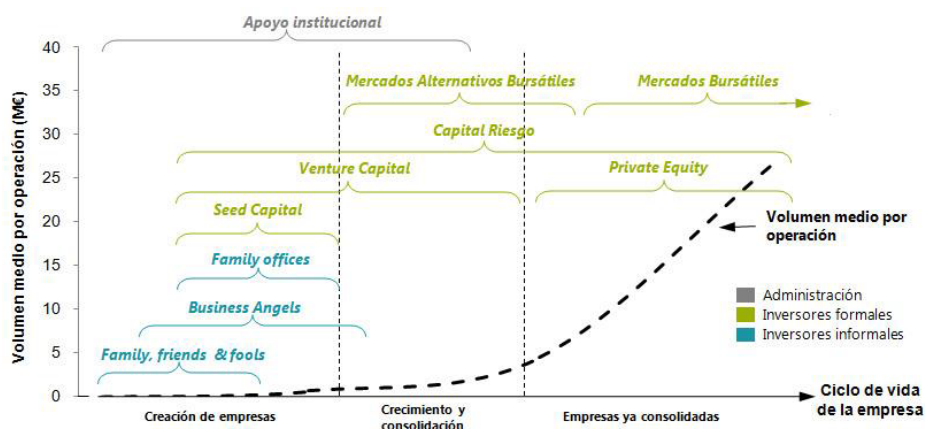 Apoyo institucional
Volumen medio por operación (M€)
40
35
30
25
20
15
10
5
0
Mercados Alternativos Bursátiles
Mercados Bursátiles
Capital Riesgo
Venture Capital
Private Equity
Seed Capital
Family offices
Business Angels
Family, friends & fools
Volumen medio por
operación
Administración
Inversores formales
Inversores informales
Creación de empresas
Crecimiento y
consolidación
Empresas ya consolidadas
Ciclo de vida
de la empresa